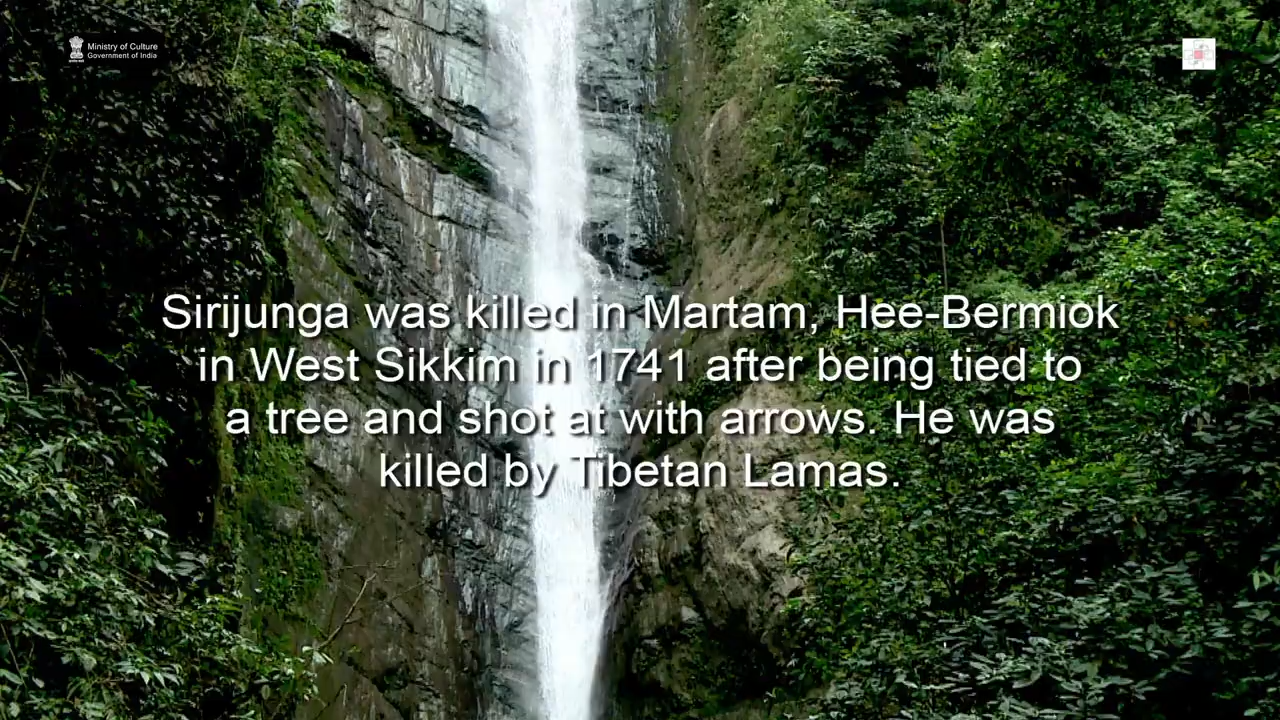 Ministry of Culture
Government of India
Sirijunga was killed in Martam, Hee-Bermiok
in West Sikkim in 1741 after being tied to
a tree and shot at with arrows. He was
killed by Tibetan Lamas.